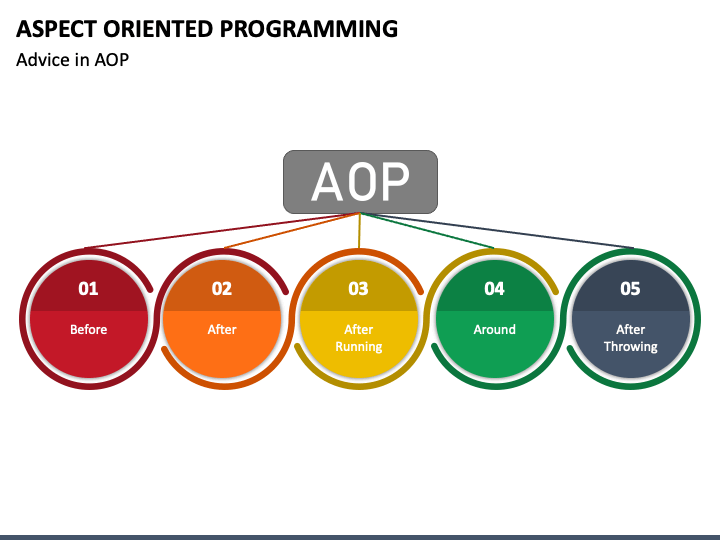 ASPECT ORIENTED PROGRAMMING
Advice in AOP
AOP
01
Before
02
After
03
After
Running
04
Around
05
After
Throwing